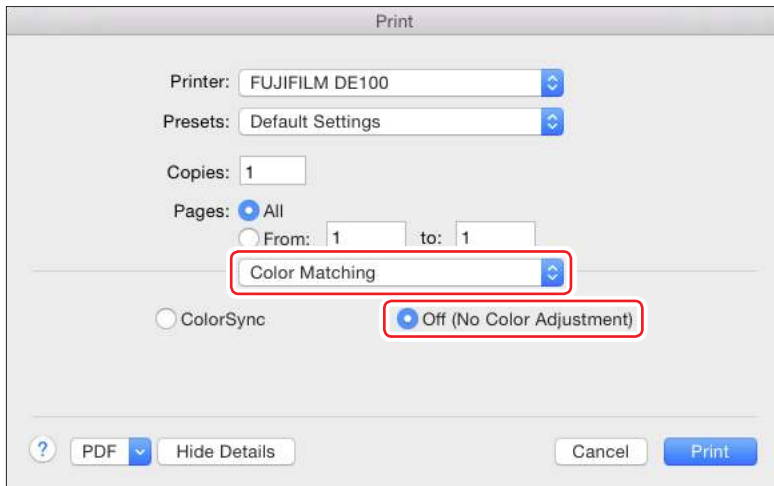 Print
Printer: FUJIFILM DE100
Presets: Default Settings
Copies: 1
Pages: All
From: 1 to: 1
Color Matching
ColorSync Off (No Color Adjustment)
? PDF Hide Details Cancel Print